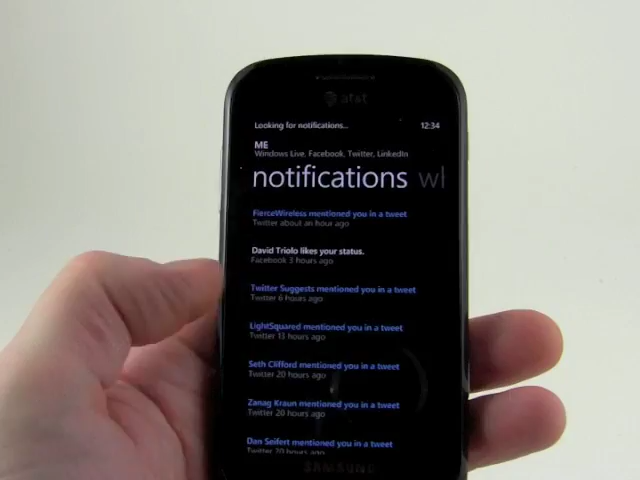 at&t
Looking for notifications... 12:34
ME
Windows Live, Facebook, Twitter, LinkedIn
notifications wl
FierceWireless mentioned you in a tweet
Twitter about an hour ago
David Triolo likes your status.
Facebook 3 hours ago
Twitter Suggests mentioned you in a tweet
Twitter 6 hours ago
LightSquared mentioned you in a tweet
Twitter 13 hours ago
Seth Clifford mentioned you in a tweet
Twitter 20 hours ago
Zanag Kraun mentioned you in a tweet
Twitter 20 hours ago
Dan Seifert mentioned you in a tweet
Twitter 20 hours ago
SAMSUNG